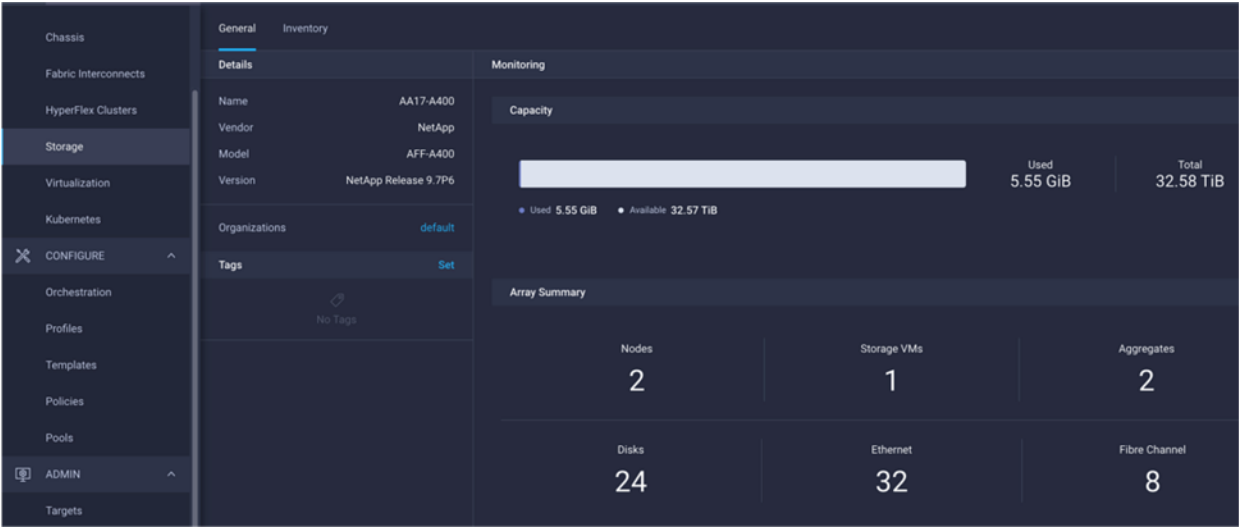 Chassis
Fabric Interconnects
HyperFlex Clusters
Storage
Virtualization
Kubernetes
CONFIGURE
Orchestration
Profiles
Templates
Policies
Pools
ADMIN
Targets
General Inventory
Details
Name AA17-A400
Vendor NetApp
Model AFF-A400
Version NetApp Release 9.7P6
Organizations default
Tags Set
No Tags
Monitoring
Capacity
Used Total
5.55 GiB 32.58 TiB
Used 5.55 GiB Available 32.57 TiB
Array Summary
Nodes Storage VMs Aggregates
2 1 2
Disks Ethernet Fibre Channel
24 32 8